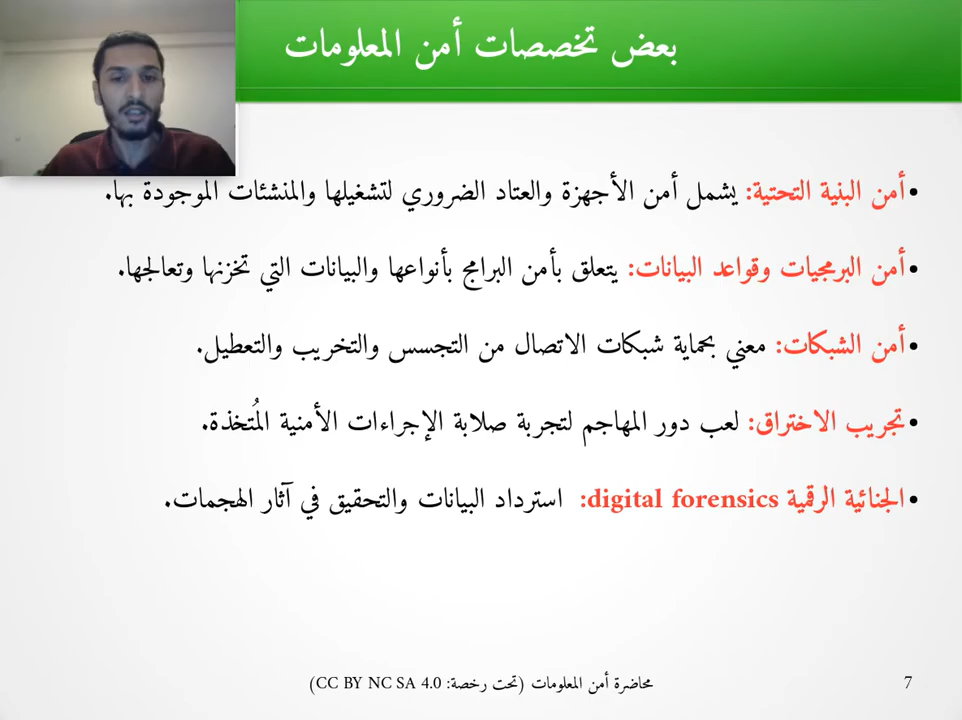 بعض تخصصات أمن المعلومات
• أمن البنية التحتية: يشمل أمن الأجهزة والعتاد الضروري لتشغيلها والمنشئات الموجودة بها.
• أمن البرمجيات وقواعد البيانات: يتعلق بأمن البرامج بأنواعها والبيانات التي تخزنها وتعالجها.
• أمن الشبكات: معني بحماية شبكات الاتصال من التجسس والتخريب والتعطيل.
• تجريب الاختراق: لعب دور المهاجم لتجربة صلابة الإجراءات الأمنية المُتخذة.
• الجنائية الرقمية digital forensics: استرداد البيانات والتحقيق في آثار الهجمات.
محاضرة أمن المعلومات (تحت رخصة: CC BY NC SA 4.0)
7